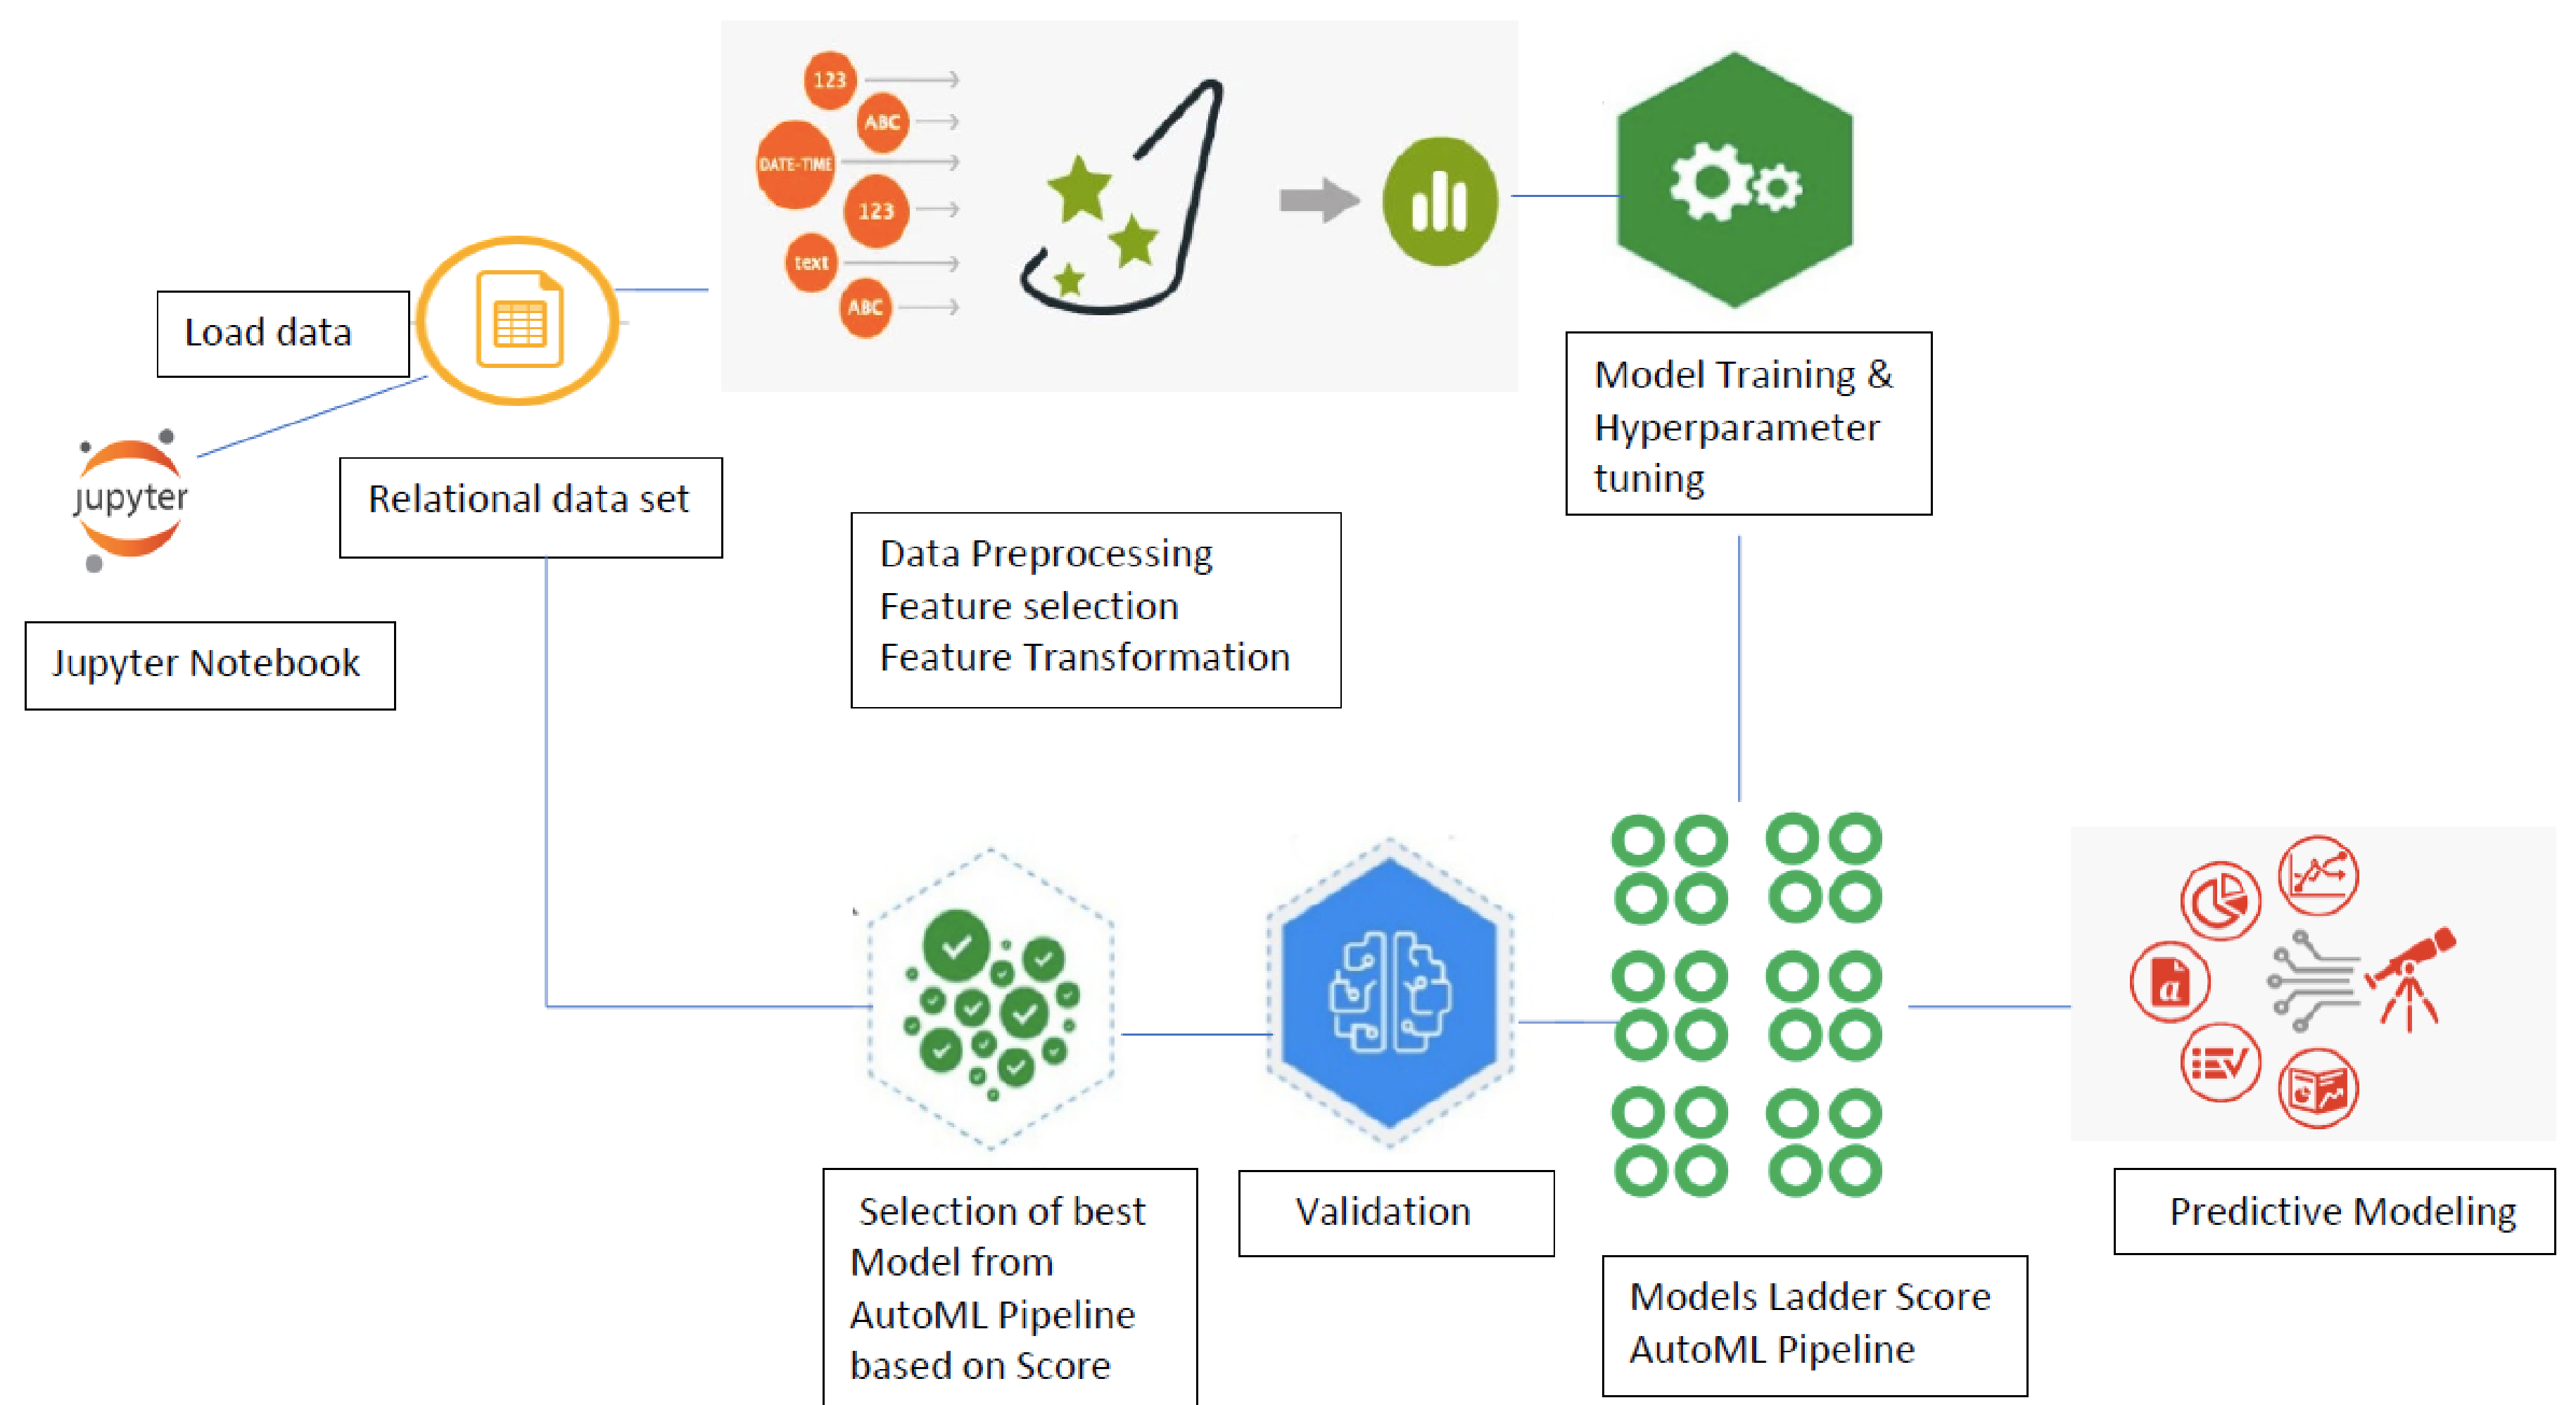 123
ABC
DATE-TIME
123
text
ABC
Load data
jupyter
Relational data set
Jupyter Notebook
Data Preprocessing
Feature selection
Feature Transformation
Model Training &
Hyperparameter
tuning
a
Selection of best
Model from
AutoML Pipeline
based on Score
Validation
Models Ladder Score
AutoML Pipeline
Predictive Modeling